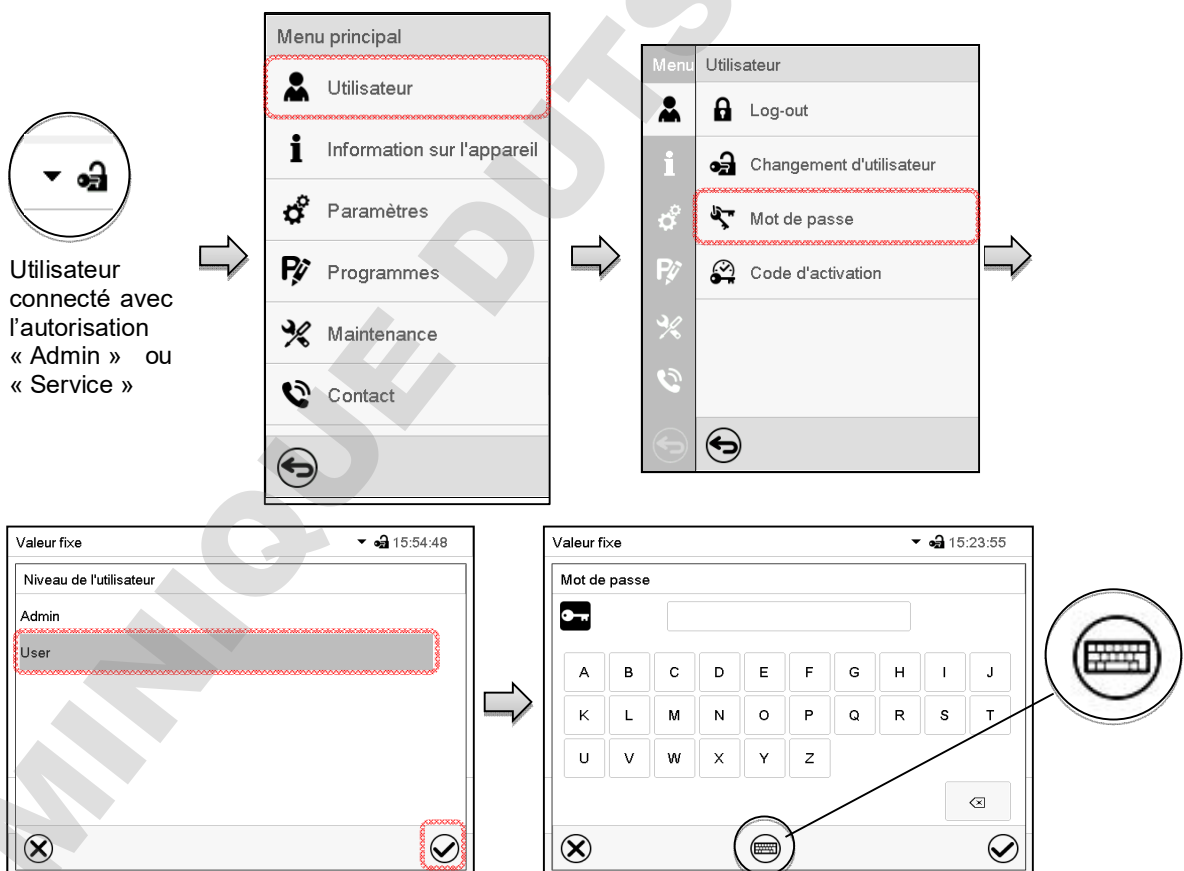 Menu principal
Utilisateur
Information sur l'appareil
Paramètres
Programmes
Maintenance
Contact
Utilisateur
connecté avec
l'autorisation
« Admin » ou
« Service »
Menu
Utilisateur
Log-out
Changement d'utilisateur
Mot de passe
Code d'activation
Valeur fixe 15:54:48
Niveau de l'utilisateur
Admin
User
Valeur fixe 15:23:55
Mot de passe
A B C D E F G H I J
K L M N O P Q R S T
U V W X Y Z
MINIQUE DUTS